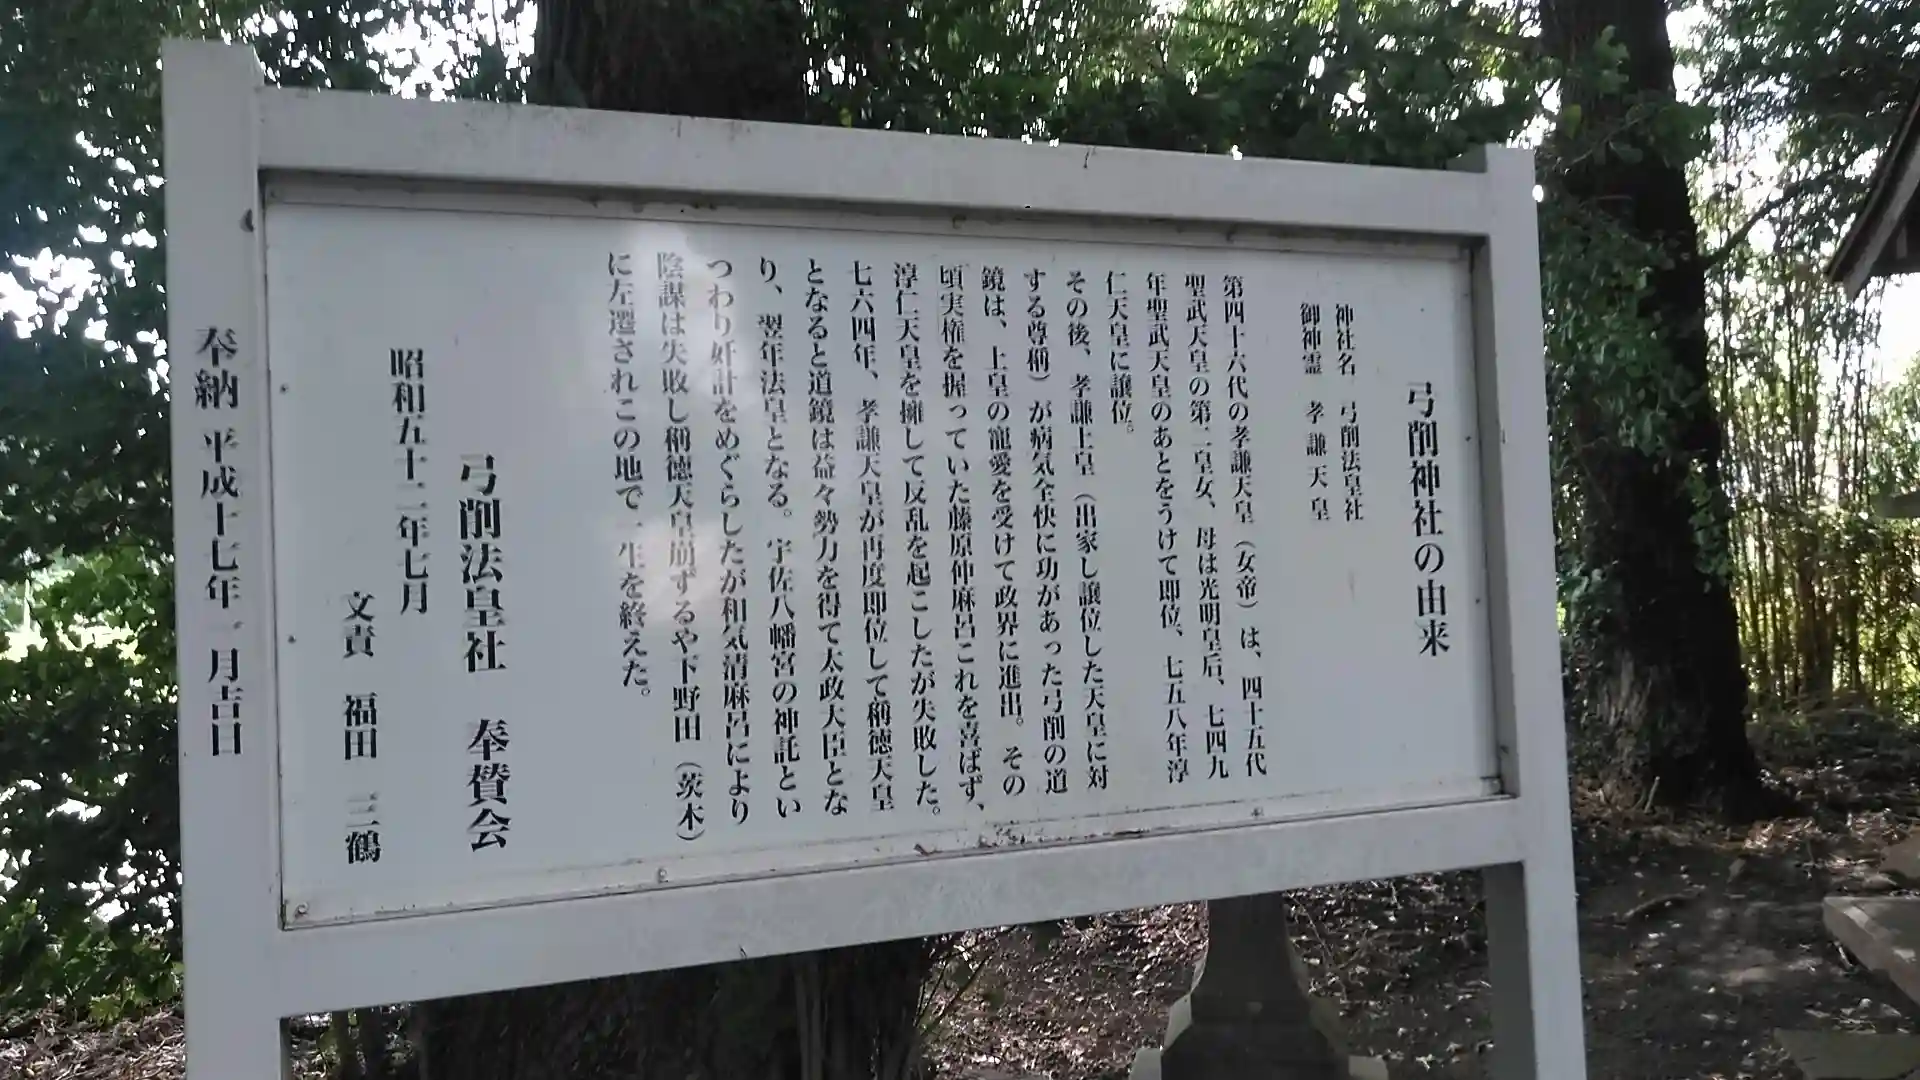 弓削神社の由来
神社名　弓削法皇社
御神霊　孝謙天皇
第四十六代の孝謙天皇（女帝）は、四十五代
聖武天皇の第二皇女、母は光明皇后、七四九
年聖武天皇のあとをうけて即位、七五八年淳
仁天皇に譲位。
その後、孝謙上皇（出家し譲位した天皇に対
する尊称）が病気全快に功があった弓削の道
鏡は、上皇の寵愛を受けて政界に進出。その
頃実権を握っていた藤原仲麻呂これを喜ばず、
淳仁天皇を擁して反乱を起こしたが失敗した。
七六四年、孝謙天皇が再度即位して稱徳天皇
となると道鏡は益々勢力を得て太政大臣とな
り、翌年法皇となる。宇佐八幡宮の神託とい
つわり奸計をめぐらしたが和気清麻呂により
陰謀は失敗し稱徳天皇崩ずるや下野田（茨木）
に左遷されこの地で一生を終えた。
弓削法皇社　奉賛会
昭和五十二年七月
文責　福田　三鶴
奉納 平成十七年一月吉日